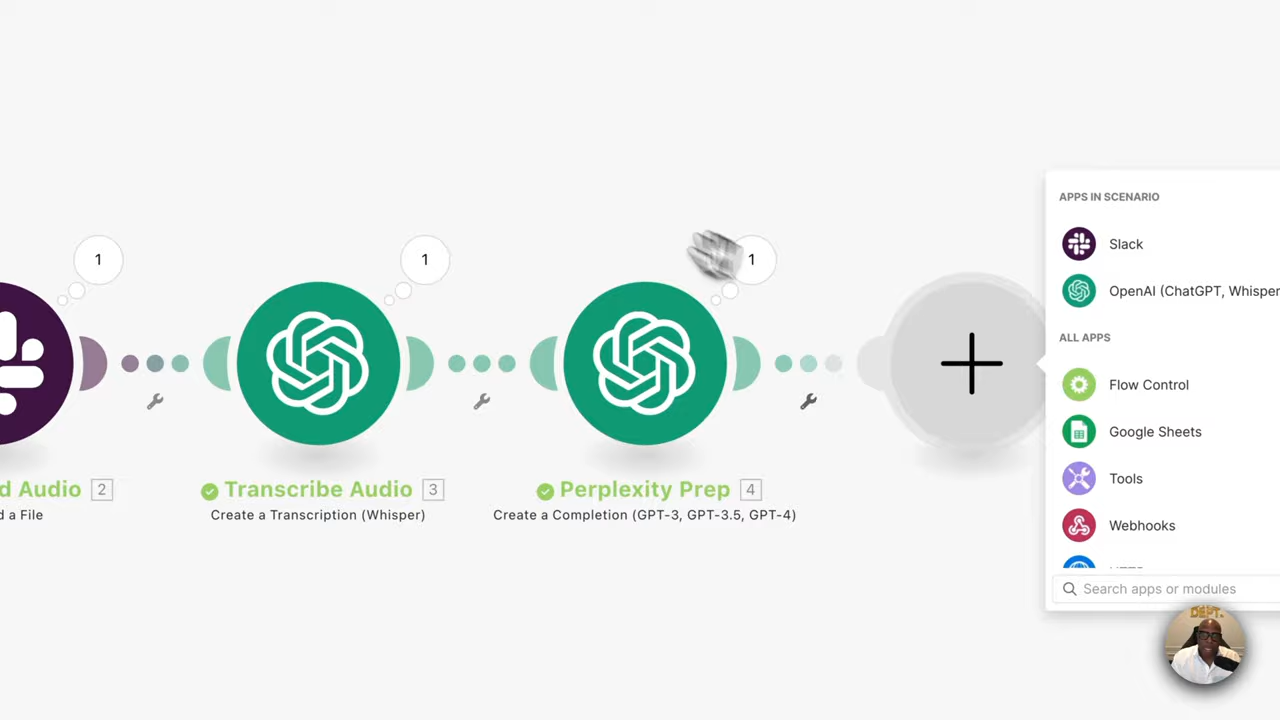 1
1
1
d Audio 2
d a File
Transcribe Audio 3
Create a Transcription (Whisper)
Perplexity Prep 4
Create a Completion (GPT-3, GPT-3.5, GPT-4)
APPS IN SCENARIO
Slack
OpenAI (ChatGPT, Whisper
ALL APPS
Flow Control
Google Sheets
Tools
Webhooks
Search apps or modules
DEPT.